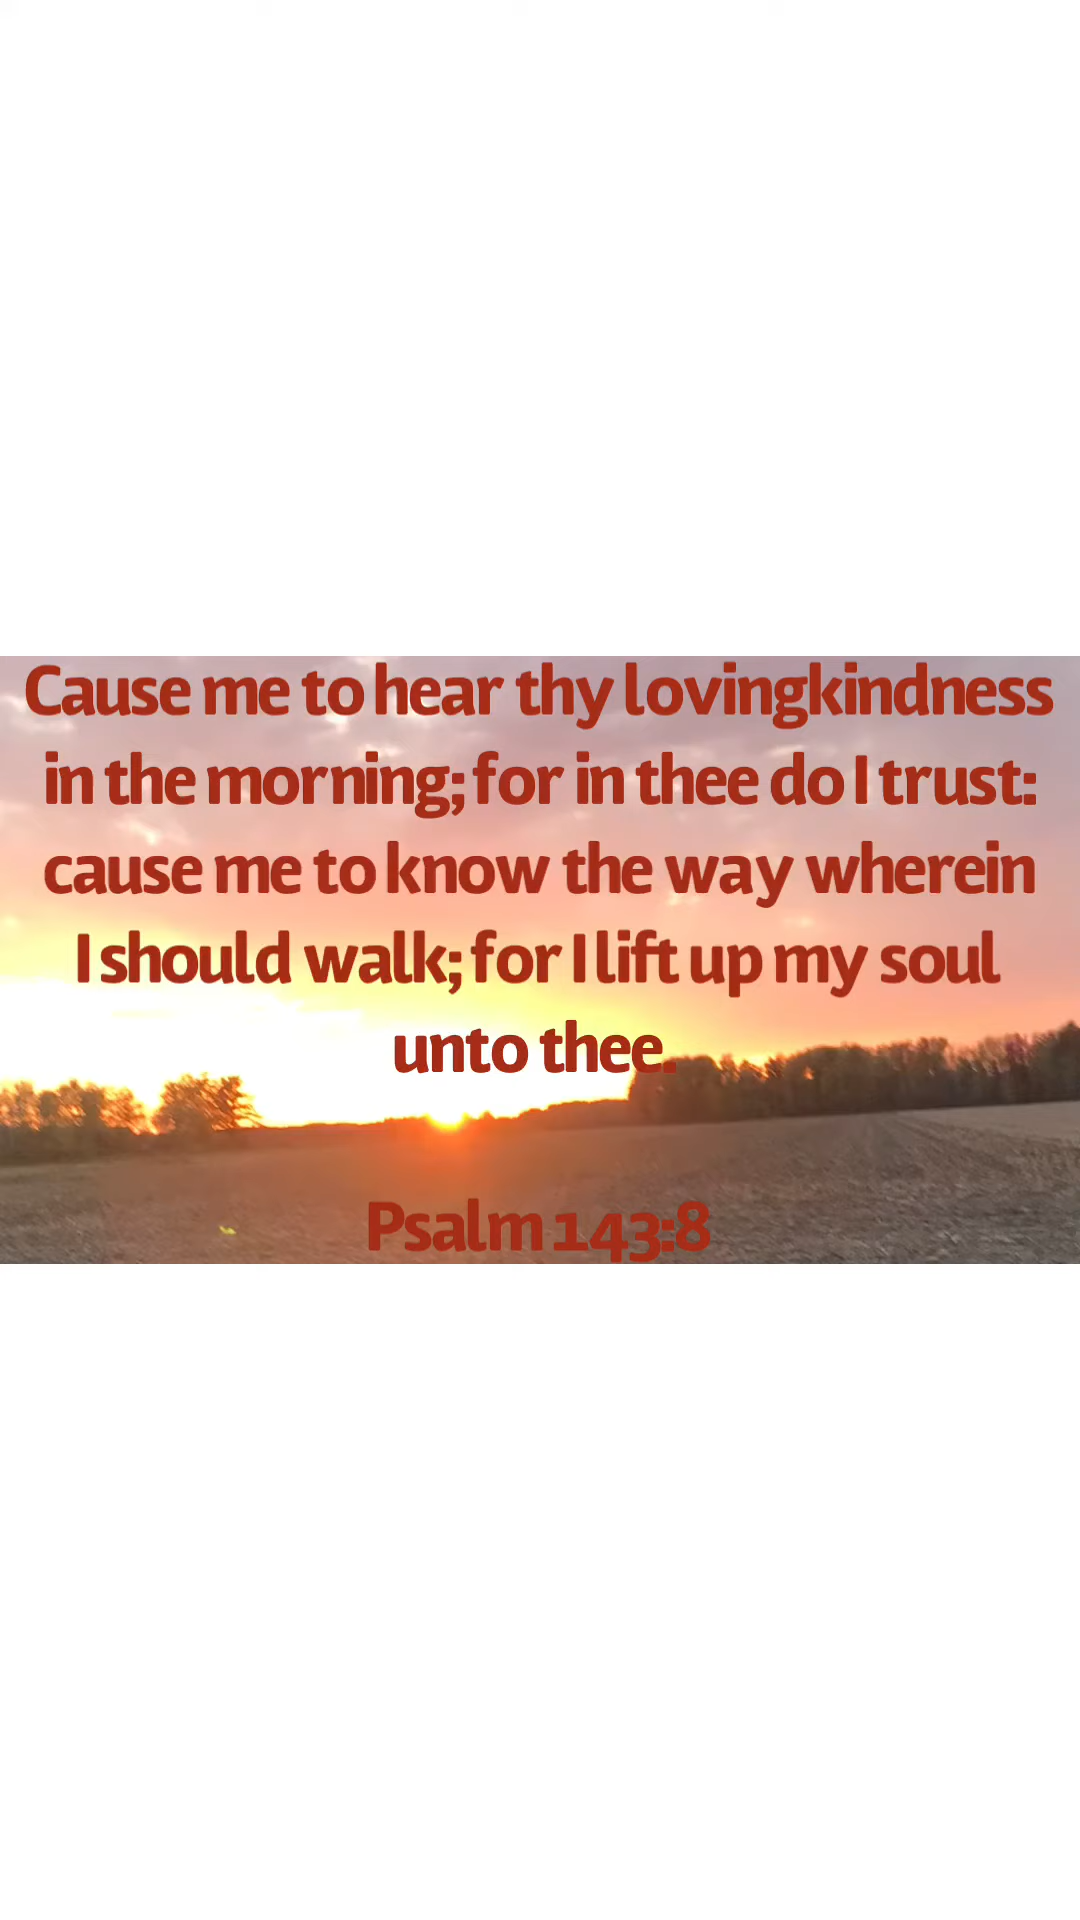 Cause me to hear thy lovingkindness
in the morning; for in thee do I trust:
cause me to know the way wherein
I should walk; for I lift up my soul
unto thee.
Psalm 143:8